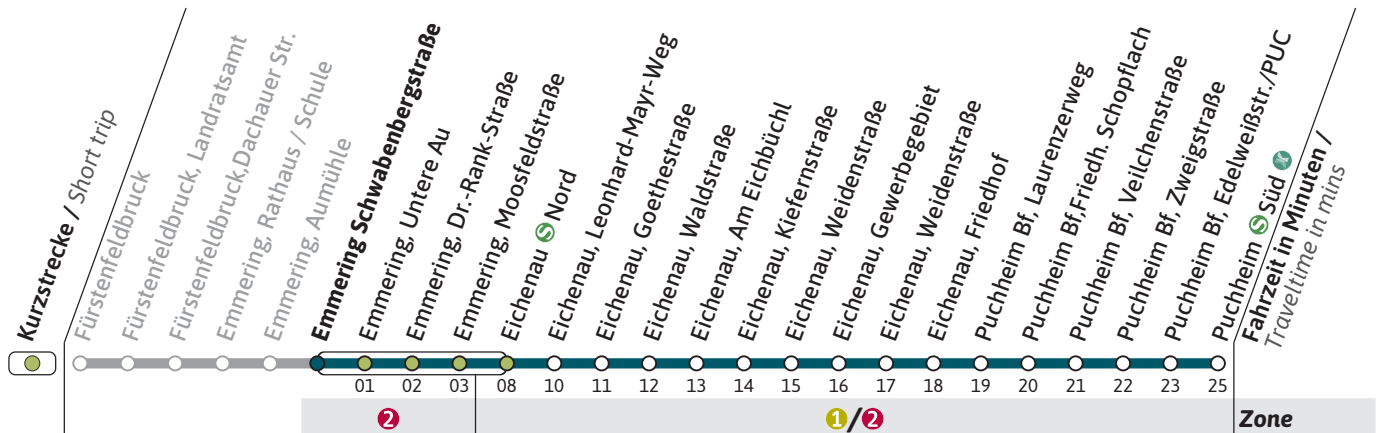 Kurzstrecke / Short trip
Fürstenfeldbruck
Fürstenfeldbruck, Landratsamt
Fürstenfeldbruck,Dachauer Str.
Emmering, Rathaus / Schule
Emmering, Aumühle
Emmering Schwabenbergstraße
Emmering, Untere Au
Emmering, Dr.-Rank-Straße
Emmering, Moosfeldstraße
Eichenau S Nord
Eichenau, Leonhard-Mayr-Weg
Eichenau, Goethestraße
Eichenau, Waldstraße
Eichenau, Am Eichbüchl
Eichenau, Kiefernstraße
Eichenau, Weidenstraße
Eichenau, Gewerbegebiet
Eichenau, Weidenstraße
Eichenau, Friedhof
Puchheim Bf, Laurenzerweg
Puchheim Bf,Friedh. Schopflach
Puchheim Bf, Veilchenstraße
Puchheim Bf, Zweigstraße
Puchheim Bf, Edelweißstr./PUC
Puchheim S Süd X
Fahrzeit in Minuten /
Traveltime in mins
01 02 03 08 10 11 12 13 14 15 16 17 18 19 20 21 22 23 25
2 1/2 Zone